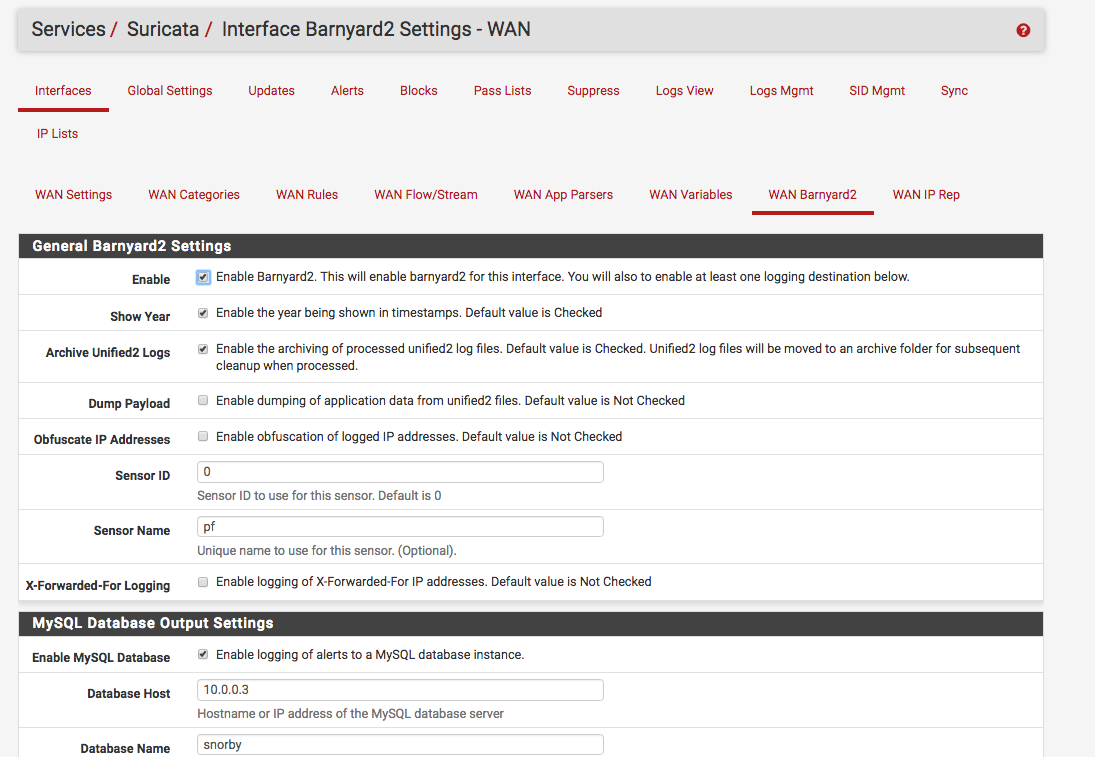 Services / Suricata / Interface Barnyard2 Settings - WAN ?
Interfaces Global Settings Updates Alerts Blocks Pass Lists Suppress Logs View Logs Mgmt SID Mgmt Sync
IP Lists
WAN Settings WAN Categories WAN Rules WAN Flow/Stream WAN App Parsers WAN Variables WAN Barnyard2 WAN IP Rep
General Barnyard2 Settings
Enable Enable Barnyard2. This will enable barnyard2 for this interface. You will also to enable at least one logging destination below.
Show Year Enable the year being shown in timestamps. Default value is Checked
Archive Unified2 Logs Enable the archiving of processed unified2 log files. Default value is Checked. Unified2 log files will be moved to an archive folder for subsequent
cleanup when processed.
Dump Payload Enable dumping of application data from unified2 files. Default value is Not Checked
Obfuscate IP Addresses Enable obfuscation of logged IP addresses. Default value is Not Checked
Sensor ID 0
Sensor ID to use for this sensor. Default is 0
Sensor Name pf
Unique name to use for this sensor. (Optional).
X-Forwarded-For Logging Enable logging of X-Forwarded-For IP addresses. Default value is Not Checked
MySQL Database Output Settings
Enable MySQL Database Enable logging of alerts to a MySQL database instance.
Database Host 10.0.0.3
Hostname or IP address of the MySQL database server
Database Name snorby